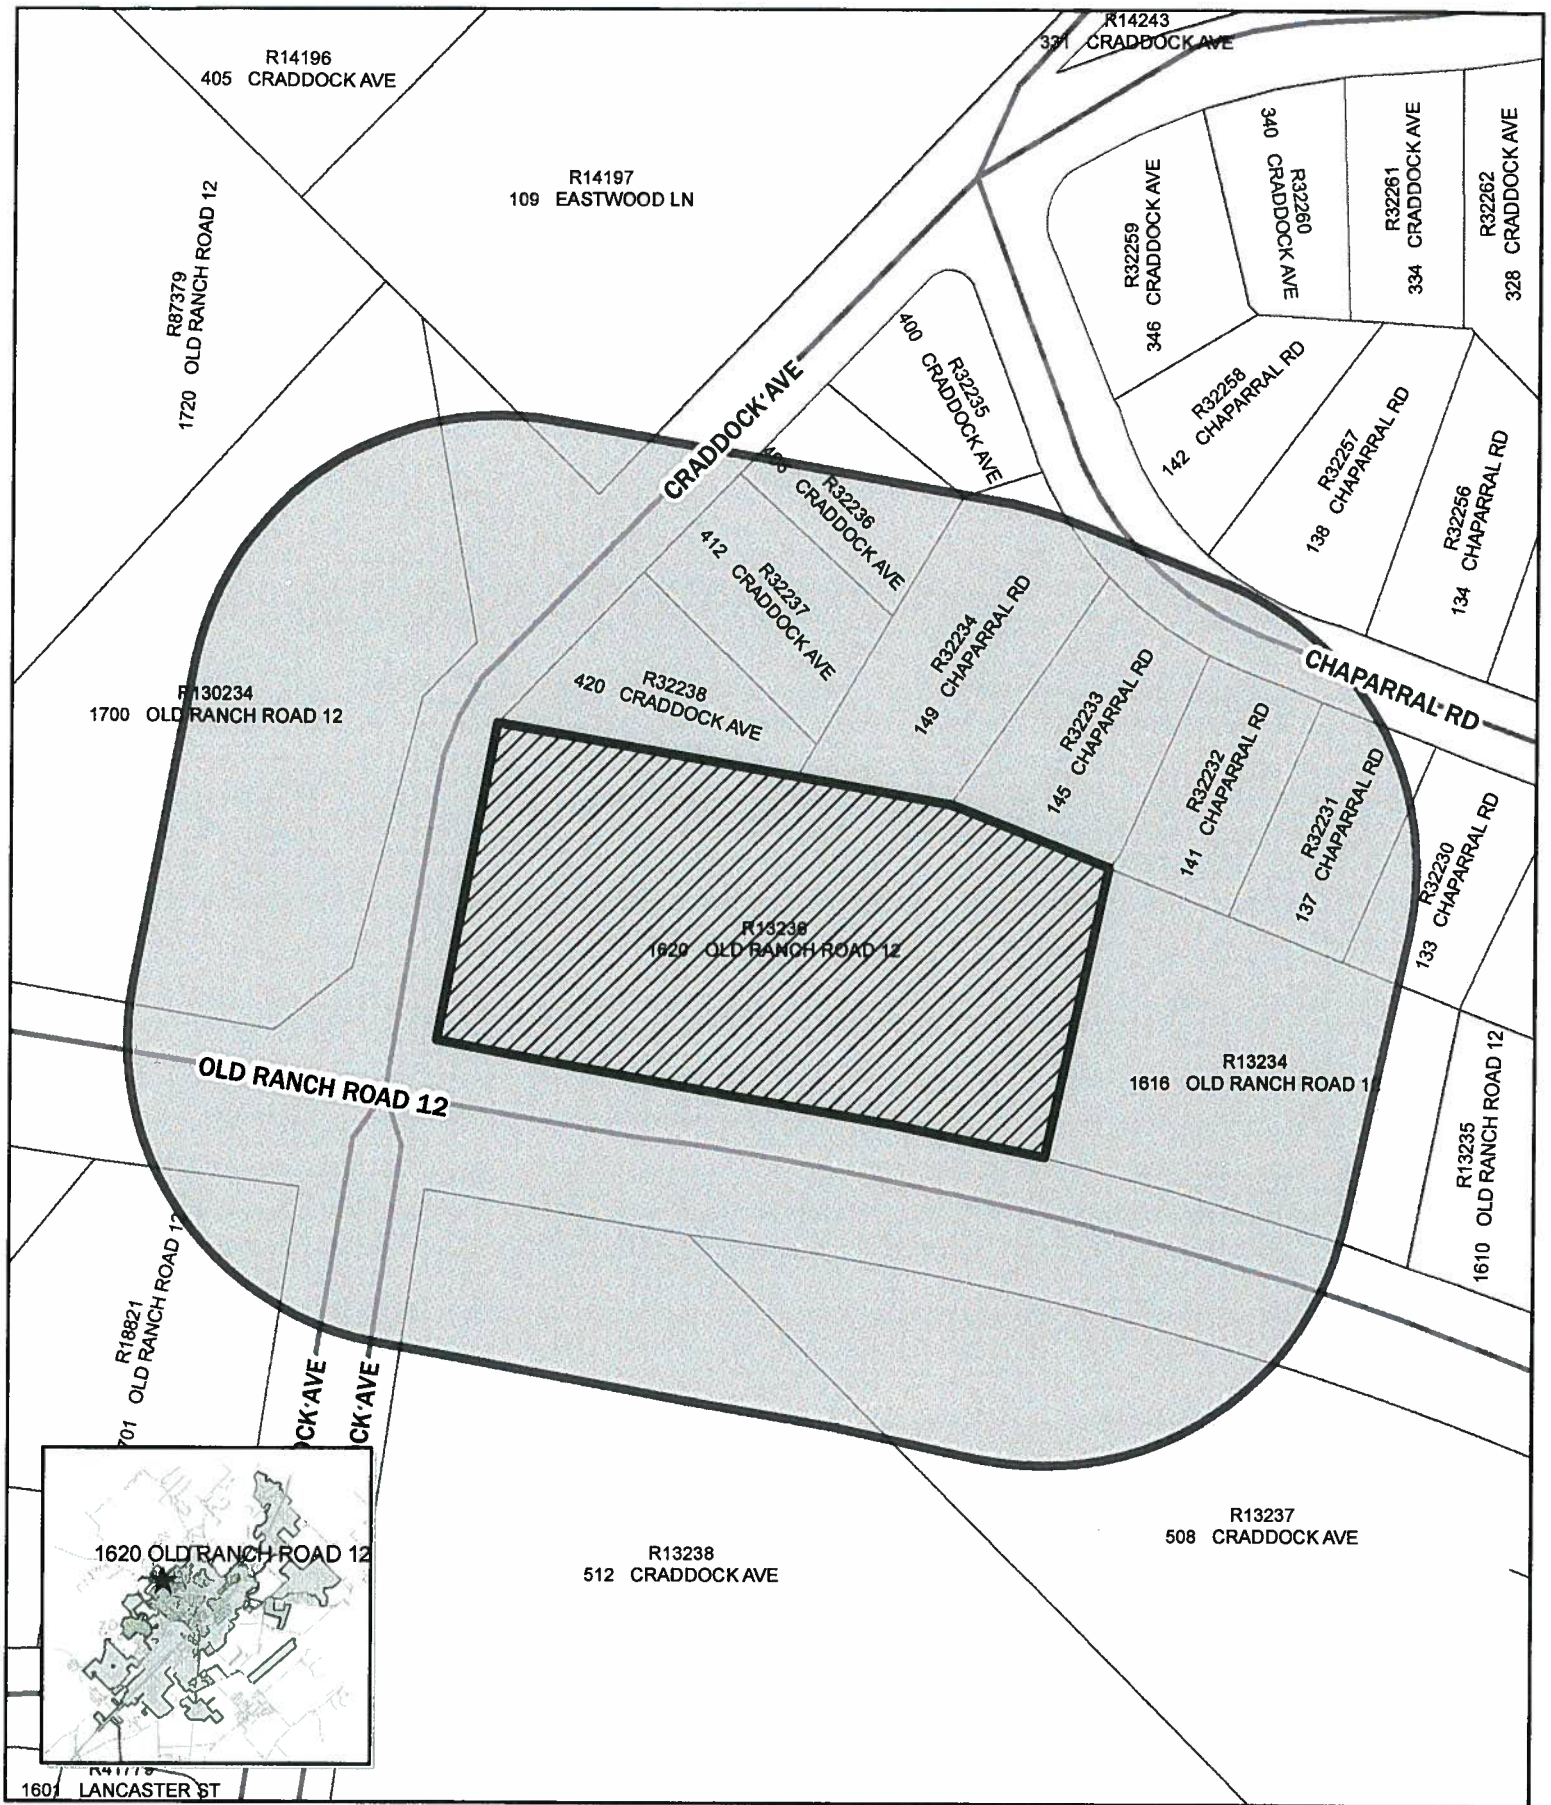 R14243
331 CRADDOCK AVE
R14196
405 CRADDOCK AVE
R14197
109 EASTWOOD LN
R87379
1720 OLD RANCH ROAD 12
R32259
346 CRADDOCK AVE
R32260
340 CRADDOCK AVE
R32261
334 CRADDOCK AVE
R32262
328 CRADDOCK AVE
R32235
400 CRADDOCK AVE
R32258
142 CHAPARRAL RD
R32257
138 CHAPARRAL RD
R32256
134 CHAPARRAL RD
CRADDOCK AVE
R32236
406 CRADDOCK AVE
R32237
412 CRADDOCK AVE
R32238
420 CRADDOCK AVE
R32234
149 CHAPARRAL RD
R32233
145 CHAPARRAL RD
R32232
141 CHAPARRAL RD
R32231
137 CHAPARRAL RD
R32230
133 CHAPARRAL RD
CHAPARRAL RD
R130234
1700 OLD RANCH ROAD 12
R13236
1620 OLD RANCH ROAD 12
R13234
1616 OLD RANCH ROAD 12
R13235
1610 OLD RANCH ROAD 12
OLD RANCH ROAD 12
R18821
701 OLD RANCH ROAD 12
OCK AVE
OCK AVE
1620 OLD RANCH ROAD 12
R13238
512 CRADDOCK AVE
R13237
508 CRADDOCK AVE
1601 LANCASTER ST